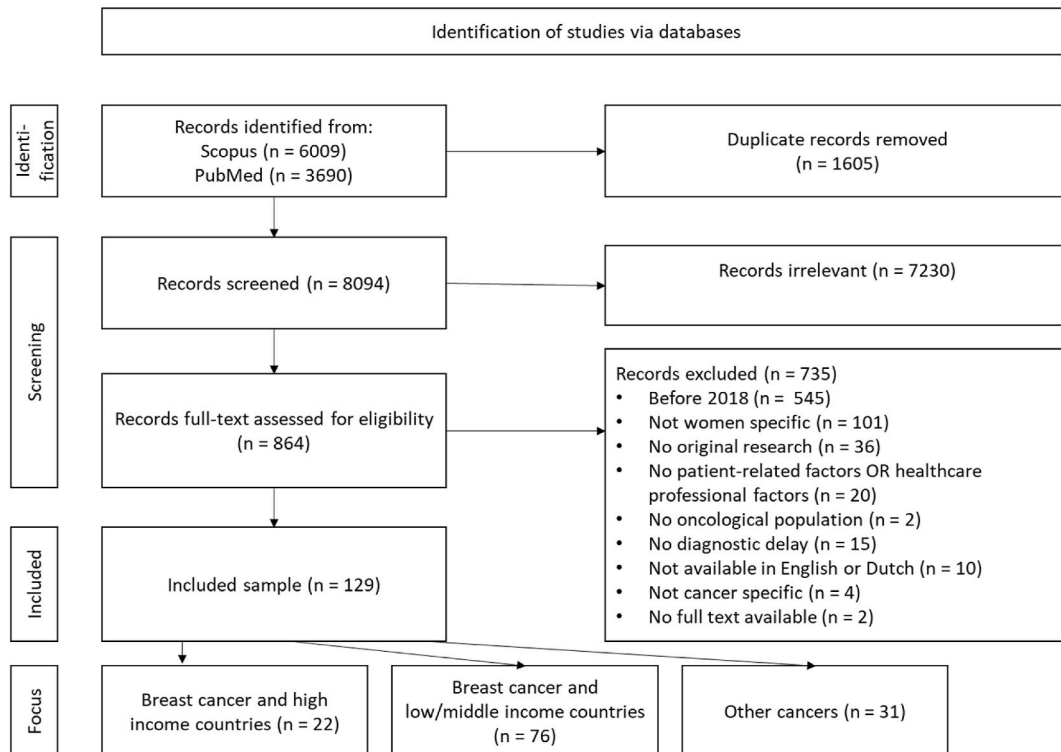 Identification of studies via databases
Identi-
fication
Records identified from:
Scopus (n = 6009)
PubMed (n = 3690)
Duplicate records removed
(n = 1605)
Screening
Records screened (n = 8094)
Records irrelevant (n = 7230)
Records full-text assessed for eligibility
(n = 864)
Records excluded (n = 735)
• Before 2018 (n = 545)
• Not women specific (n = 101)
• No original research (n = 36)
• No patient-related factors OR healthcare
professional factors (n = 20)
• No oncological population (n = 2)
• No diagnostic delay (n = 15)
• Not available in English or Dutch (n = 10)
• Not cancer specific (n = 4)
• No full text available (n = 2)
Included
Included sample (n = 129)
Focus
Breast cancer and high
income countries (n = 22)
Breast cancer and
low/middle income countries
(n = 76)
Other cancers (n = 31)